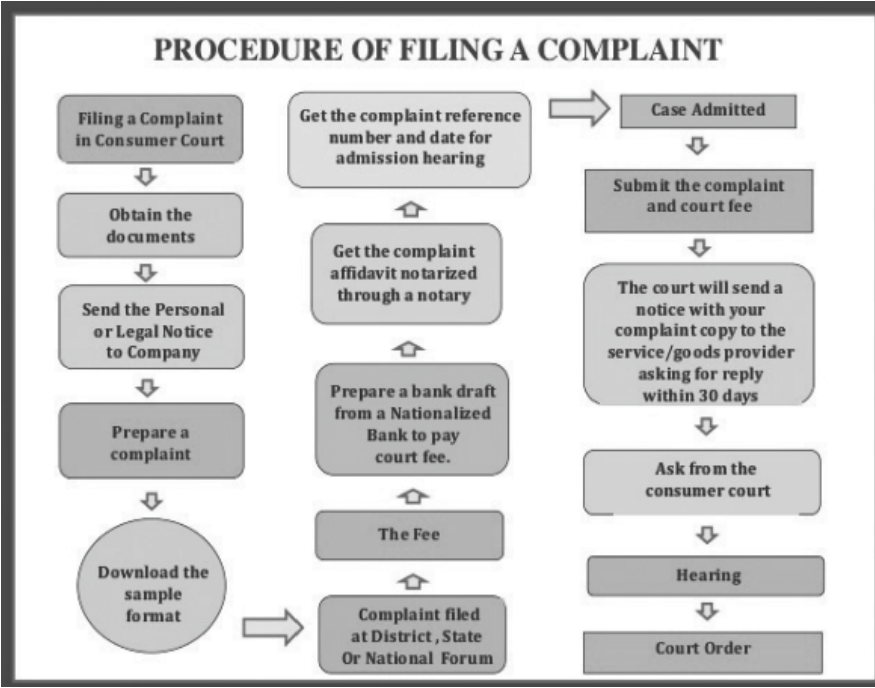 PROCEDURE OF FILING A COMPLAINT
Filing a Complaint
in Consumer Court
Obtain the
documents
Send the Personal
or Legal Notice
to Company
Prepare a
complaint
Download the
sample
format
Complaint filed
at District , State
Or National Forum
The Fee
Prepare a bank draft
from a Nationalized
Bank to pay
court fee.
Get the complaint
affidavit notarized
through a notary
Get the complaint reference
number and date for
admission hearing
Case Admitted
Submit the complaint
and court fee
The court will send a
notice with your
complaint copy to the
service/goods provider
asking for reply
within 30 days
Ask from the
consumer court
Hearing
Court Order